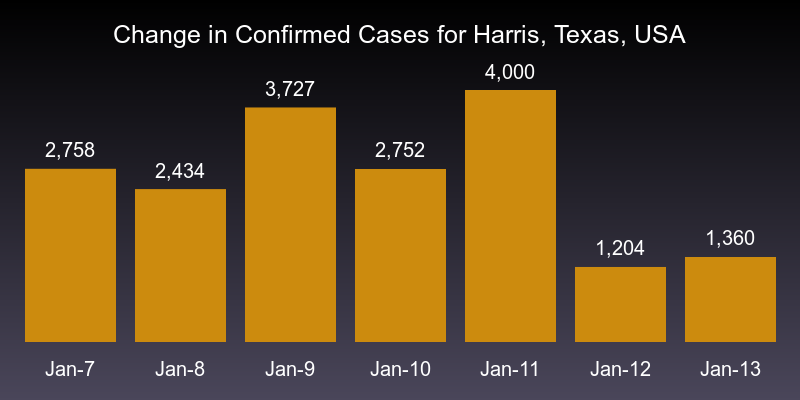 Change in Confirmed Cases for Harris, Texas, USA
2,758
2,434
3,727
2,752
4,000
1,204
1,360
Jan-7
Jan-8
Jan-9
Jan-10
Jan-11
Jan-12
Jan-13